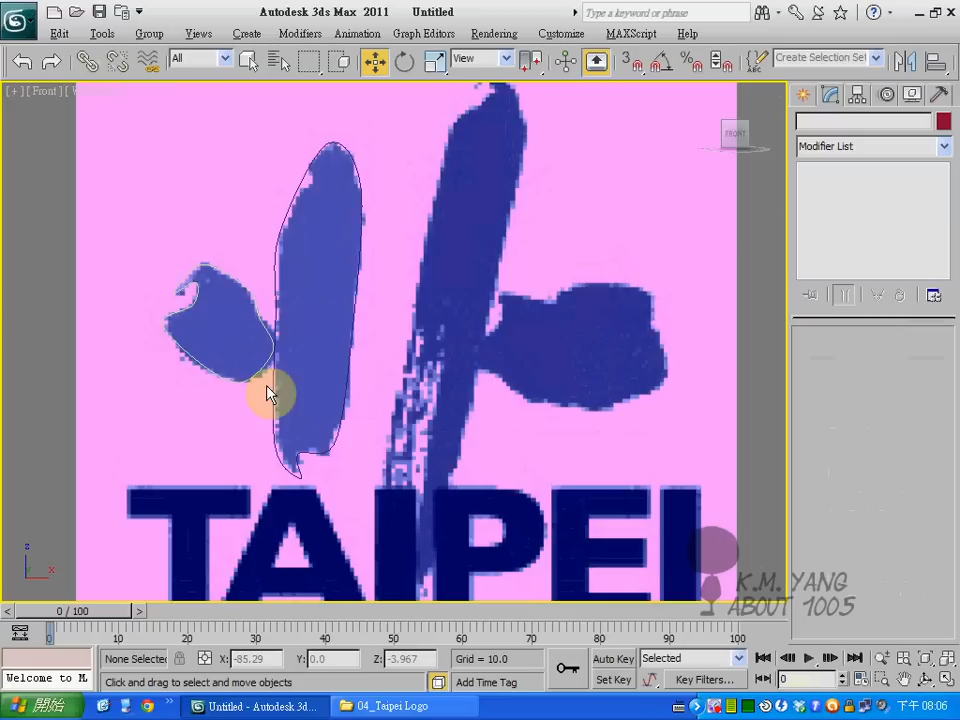 Autodesk 3ds Max 2011 Untitled
Type a keyword or phrase
Edit Tools Group Views Create Modifiers Animation Graph Editors Rendering Customize MAXScript Help
All View 3 Create Selection Set
[ + ] [ Front ] [
FRONT
Modifier List
TAIPEI
K.M. YANG
ABOUT 1005
z
x
0 / 100
0 10 20 30 40 50 60 70 80 90 100
None Selected X: -85.29 Y: 0.0 Z: -3.967 Grid = 10.0 Auto Key Selected
Welcome to M Click and drag to select and move objects Add Time Tag Set Key Key Filters... 0
開始 Untitled - Autodesk 3d... 04_Taipei Logo 下午 08:06